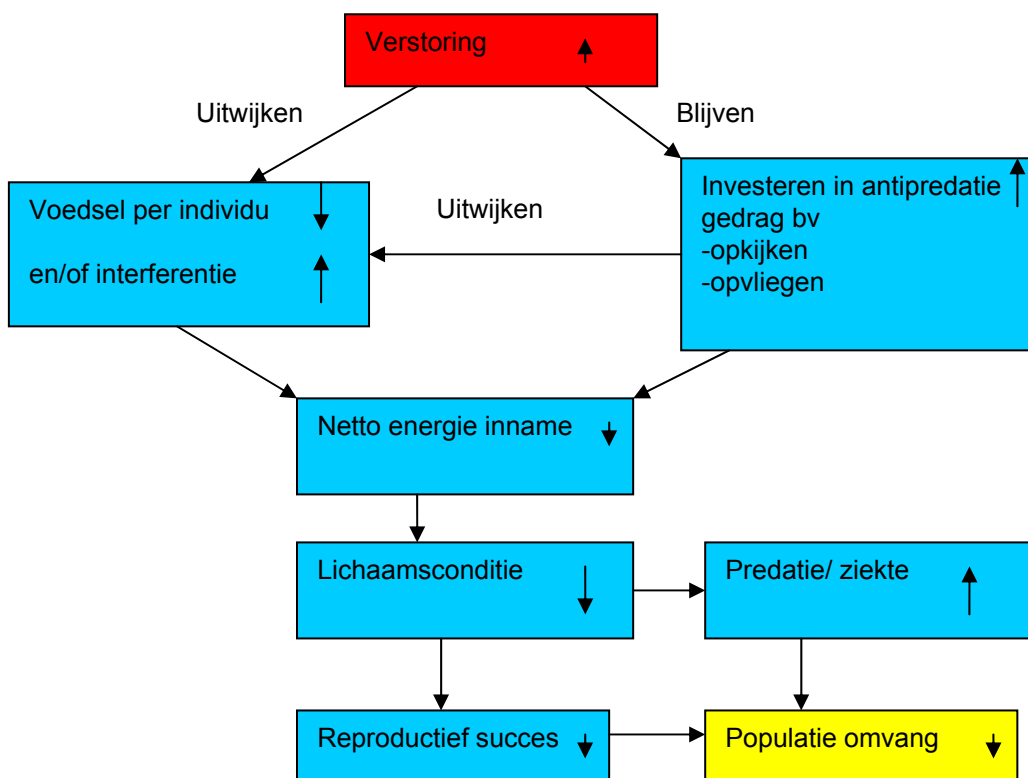 Verstoring
Uitwijken
Blijven
Voedsel per individu
en/of interferentie
Uitwijken
Investeren in antipredatie
gedrag bv
-opkijken
-opvliegen
Netto energie inname
Lichaamsconditie
Predatie/ ziekte
Reproductief succes
Populatie omvang